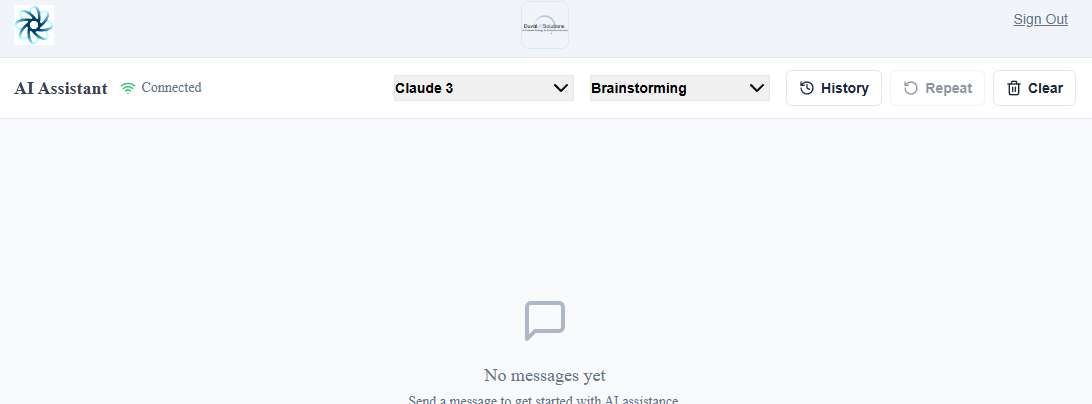 Sign Out
AI Assistant Connected Claude 3 Brainstorming History Repeat Clear
No messages yet
Send a message to get started with AI assistance